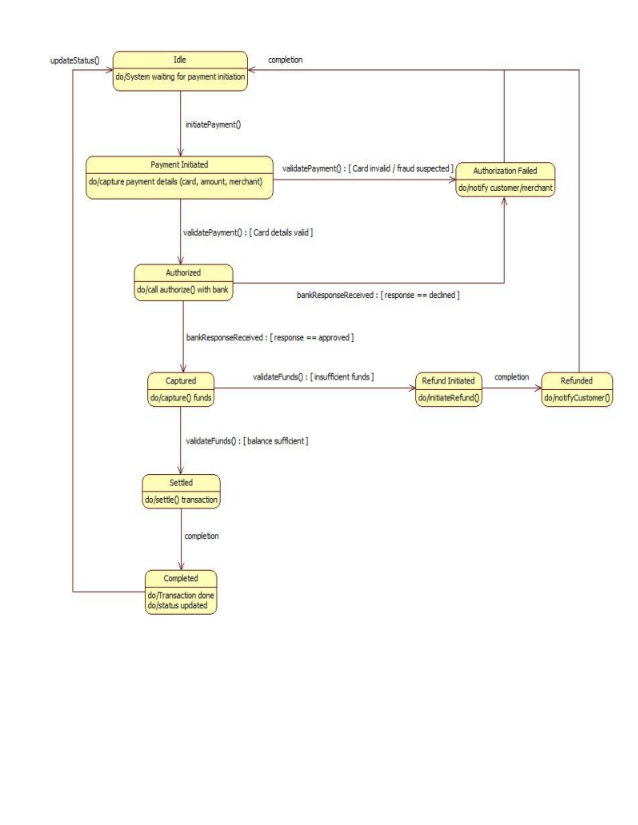 updateStatus()
Idle
completion
do/System waiting for payment initiation
initiatePayment()
Payment Initiated
do/capture payment details (card, amount, merchant)
validatePayment() : [ Card invalid / fraud suspected ]
Authorization Failed
do/notify customer/merchant
validatePayment() : [ Card details valid ]
Authorized
do/call authorize() with bank
bankResponseReceived : [ response == declined ]
bankResponseReceived : [ response == approved ]
Captured
do/capture() funds
validateFunds() : [ insufficient funds ]
Refund Initiated
do/initiateRefund()
completion
Refunded
do/notifyCustomer()
validateFunds() : [ balance sufficient ]
Settled
do/settle() transaction
completion
Completed
do/Transaction done
do/status updated